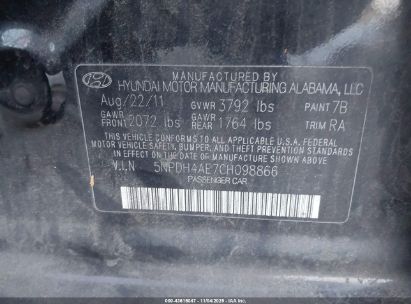 MANUFACTURED BY
HYUNDAI MOTOR MANUFACTURING ALABAMA, LLC
Aug/22/11 GVWR 3792 lbs PAINT 7B
GAWR FRONT 2072 lbs GAWR REAR 1764 lbs TRIM RA
THIS VEHICLE CONFORMS TO ALL APPLICABLE U.S.A. FEDERAL
MOTOR VEHICLE SAFETY, BUMPER, AND THEFT PREVENTION STANDARDS
IN EFFECT ON THE DATE OF MANUFACTURE SHOWN ABOVE.
V.I.N 5NPDH4AE7CH098866
PASSENGER CAR